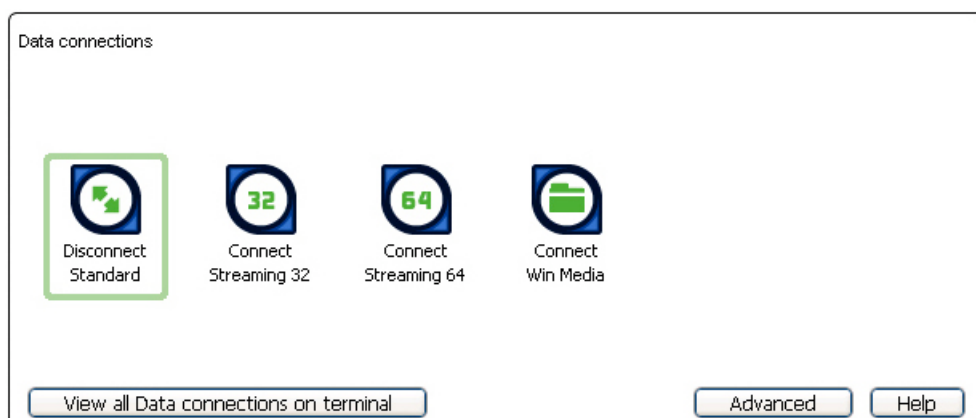 Data connections
32
64
Disconnect
Standard
Connect
Streaming 32
Connect
Streaming 64
Connect
Win Media
View all Data connections on terminal
Advanced
Help